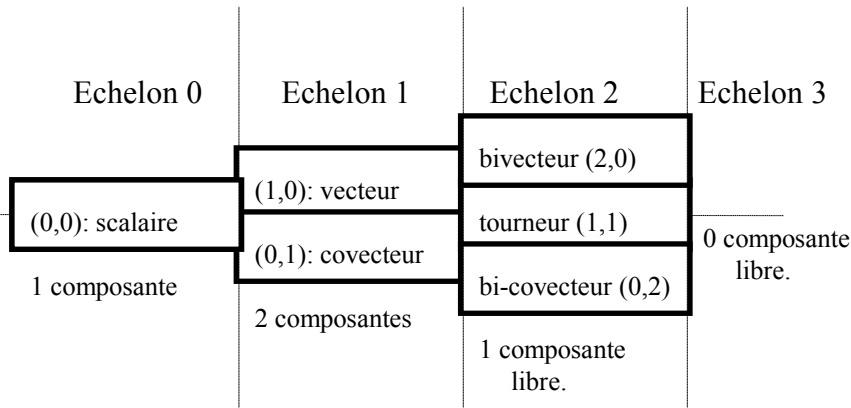 Echelon 0
Echelon 1
Echelon 2
Echelon 3
(0,0): scalaire
1 composante
(1,0): vecteur
(0,1): covecteur
2 composantes
bivecteur (2,0)
tourneur (1,1)
bi-covecteur (0,2)
1 composante
libre.
0 composante
libre.